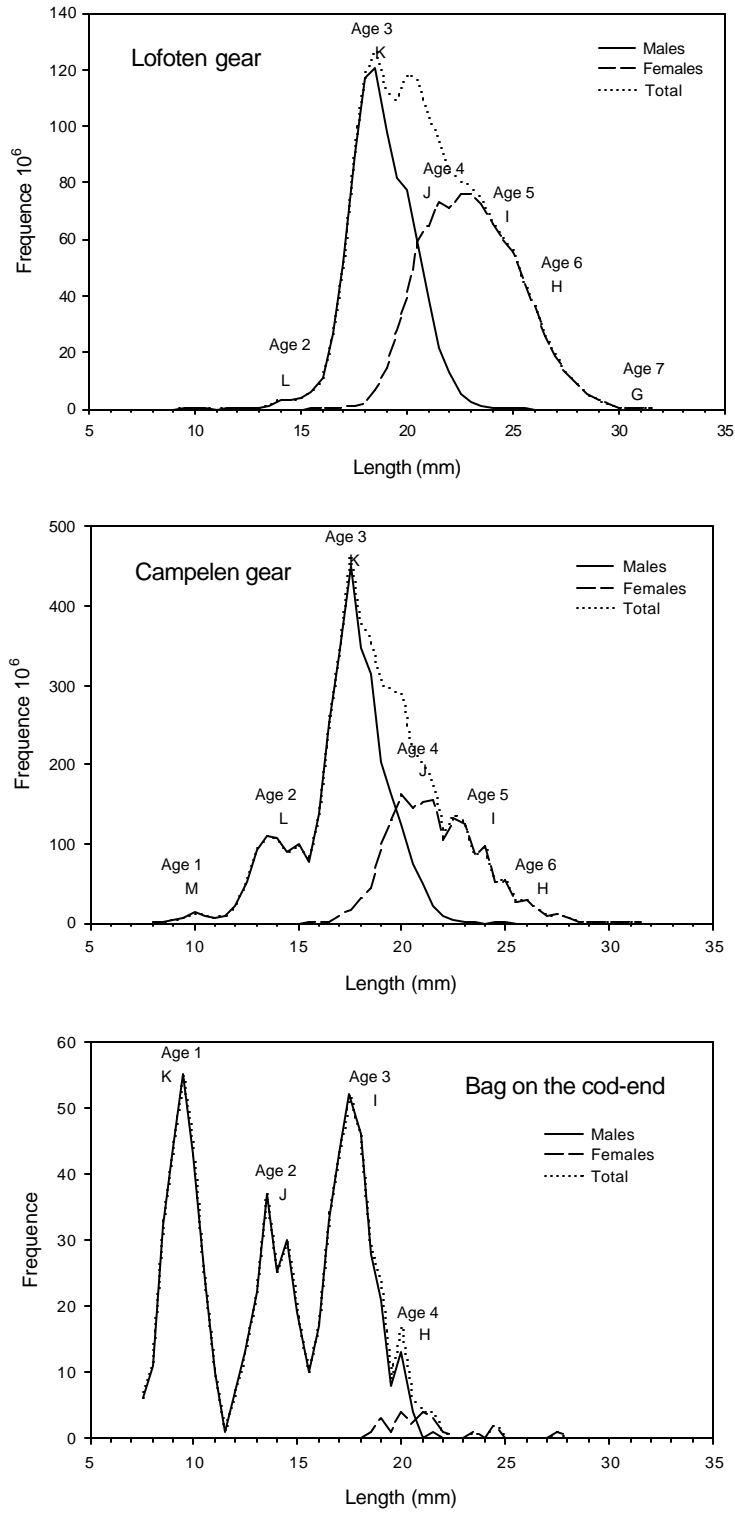 140
120
100
80
60
40
20
0
Frequence 10^6
Lofoten gear
Age 3
K
Males
Females
Total
Age 4
J
Age 5
I
Age 6
H
Age 2
L
Age 7
G
5 10 15 20 25 30 35
Length (mm)
500
400
300
200
100
0
Frequence 10^6
Campelen gear
Age 3
K
Males
Females
Total
Age 4
J
Age 2
L
Age 5
I
Age 1
M
Age 6
H
5 10 15 20 25 30 35
Length (mm)
60
50
40
30
20
10
0
Frequence
Age 1
K
Age 3
I
Bag on the cod-end
Males
Females
Total
Age 2
J
Age 4
H
5 10 15 20 25 30 35
Length (mm)